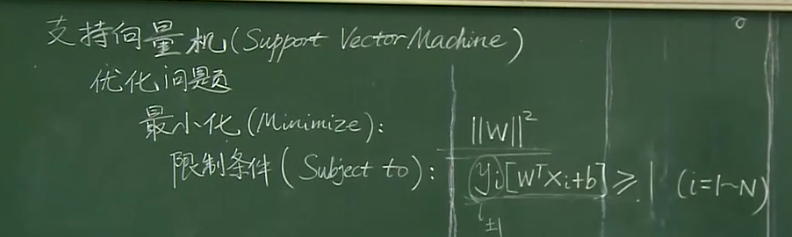 支持向量机(Support Vector Machine)
优化问题
最小化(Minimize): ||W||²
限制条件(Subject to): yi[WᵀXi+b] ≥ 1 (i=1~N)
±1